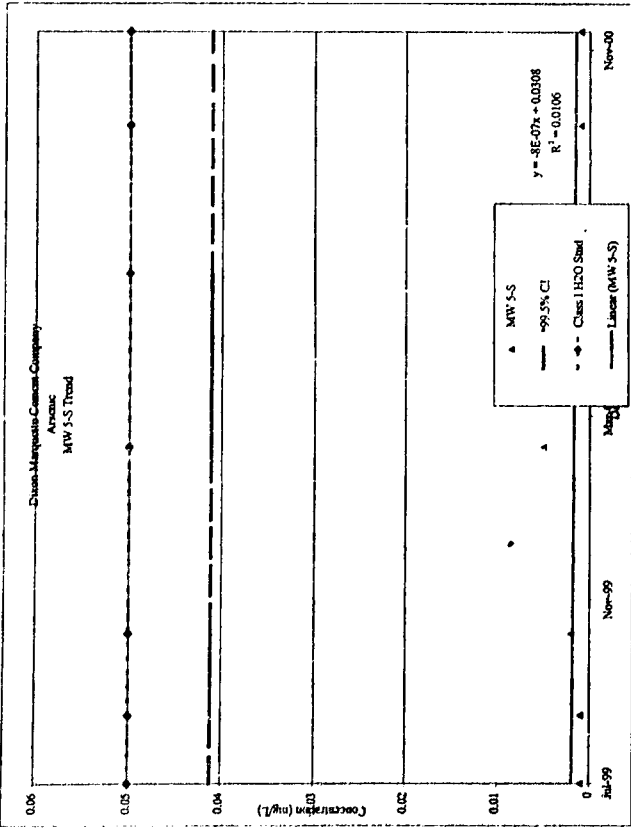 Dixon-Marquette Cement Company
Arsenic
MW 5-S Trend
0.06
0.05
0.04
0.03
0.02
0.01
0
Concentration (mg/L)
Jul-99
Nov-99
Nov-00
y = -8E-07x + 0.0308
R² = 0.0106
MW 5-S
99.5% CI
Class I H2O Stnd
Linear (MW 5-S)